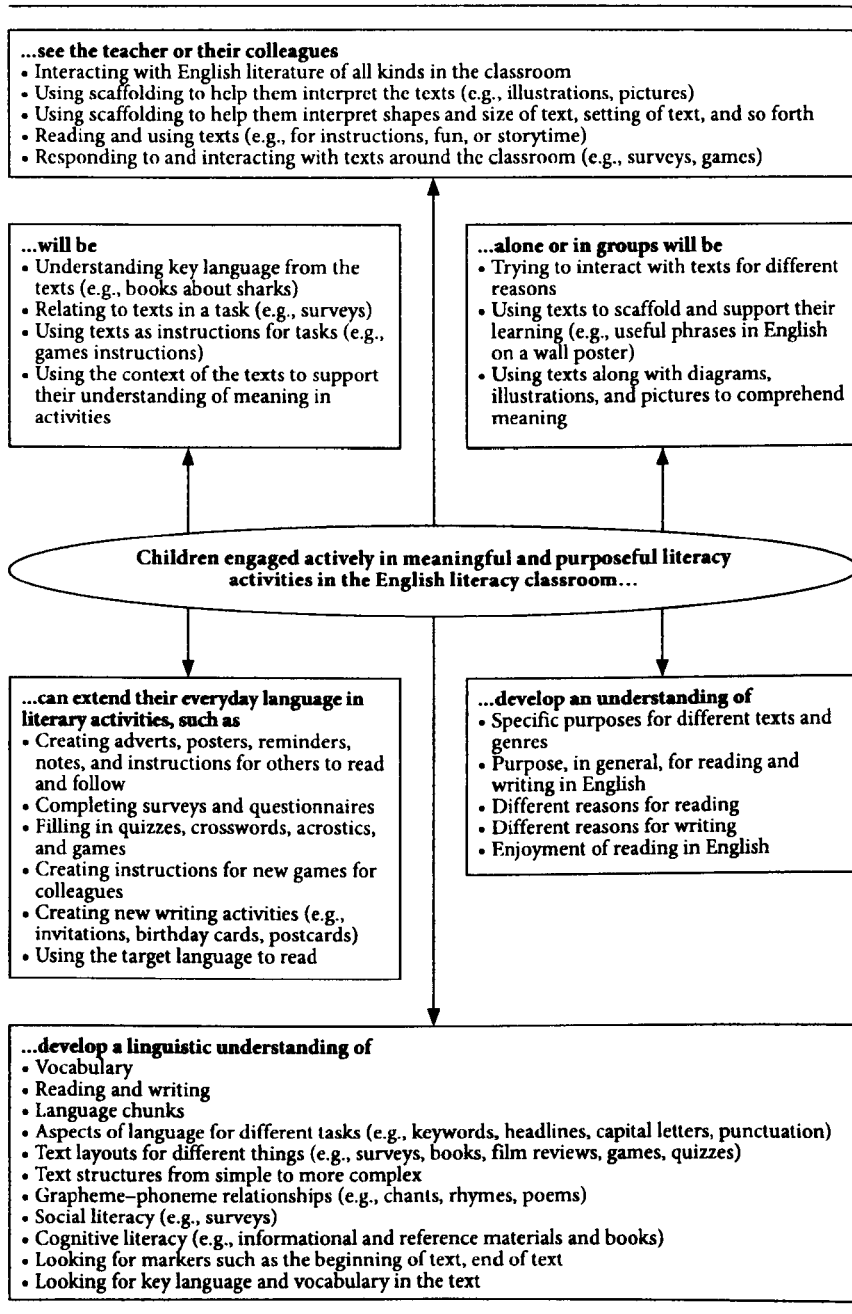 ...see the teacher or their colleagues
• Interacting with English literature of all kinds in the classroom
• Using scaffolding to help them interpret the texts (e.g., illustrations, pictures)
• Using scaffolding to help them interpret shapes and size of text, setting of text, and so forth
• Reading and using texts (e.g., for instructions, fun, or storytime)
• Responding to and interacting with texts around the classroom (e.g., surveys, games)
...will be
• Understanding key language from the
texts (e.g., books about sharks)
• Relating to texts in a task (e.g., surveys)
• Using texts as instructions for tasks (e.g.,
games instructions)
• Using the context of the texts to support
their understanding of meaning in
activities
...alone or in groups will be
• Trying to interact with texts for different
reasons
• Using texts to scaffold and support their
learning (e.g., useful phrases in English
on a wall poster)
• Using texts along with diagrams,
illustrations, and pictures to comprehend
meaning
Children engaged actively in meaningful and purposeful literacy
activities in the English literacy classroom...
...can extend their everyday language in
literary activities, such as
• Creating adverts, posters, reminders,
notes, and instructions for others to read
and follow
• Completing surveys and questionnaires
• Filling in quizzes, crosswords, acrostics,
and games
• Creating instructions for new games for
colleagues
• Creating new writing activities (e.g.,
invitations, birthday cards, postcards)
• Using the target language to read
...develop an understanding of
• Specific purposes for different texts and
genres
• Purpose, in general, for reading and
writing in English
• Different reasons for reading
• Different reasons for writing
• Enjoyment of reading in English
...develop a linguistic understanding of
• Vocabulary
• Reading and writing
• Language chunks
• Aspects of language for different tasks (e.g., keywords, headlines, capital letters, punctuation)
• Text layouts for different things (e.g., surveys, books, film reviews, games, quizzes)
• Text structures from simple to more complex
• Grapheme–phoneme relationships (e.g., chants, rhymes, poems)
• Social literacy (e.g., surveys)
• Cognitive literacy (e.g., informational and reference materials and books)
• Looking for markers such as the beginning of text, end of text
• Looking for key language and vocabulary in the text